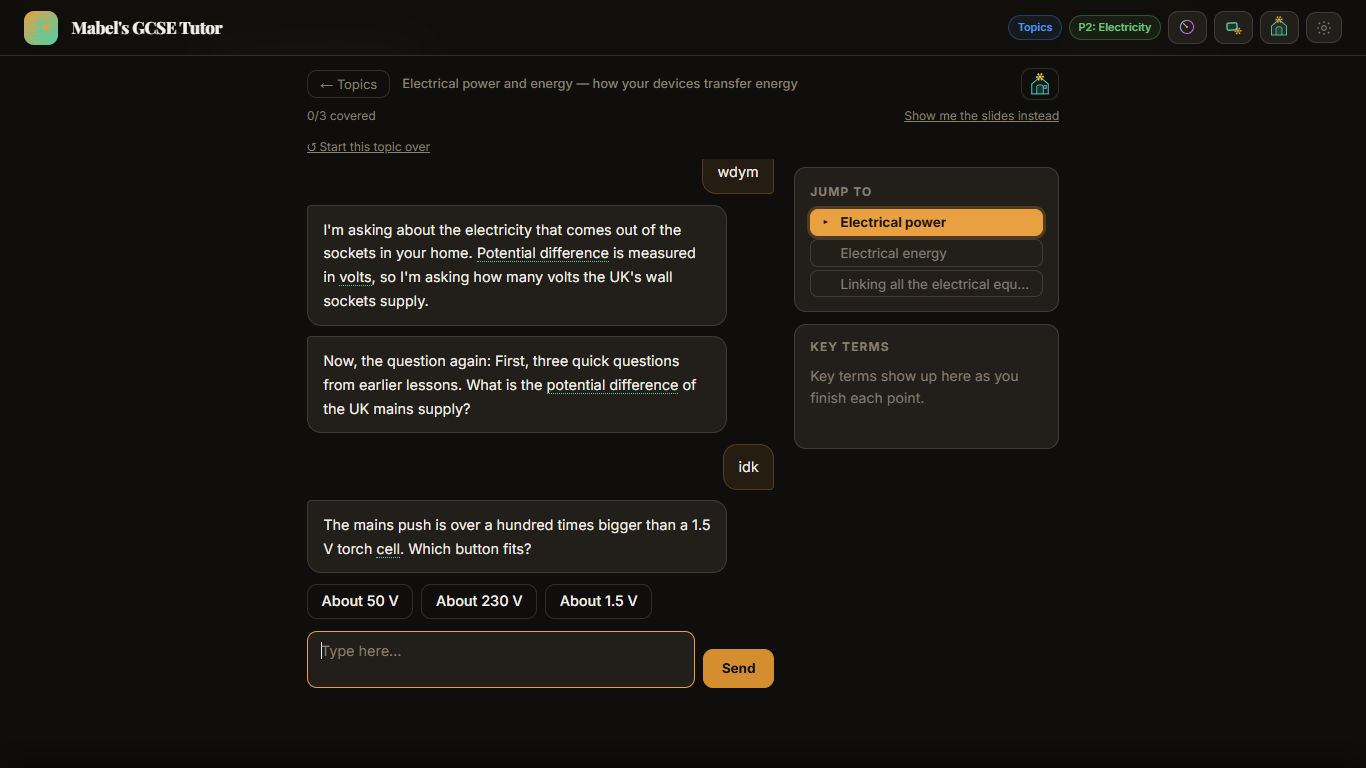 Mabel's GCSE Tutor
Topics
P2: Electricity
← Topics
Electrical power and energy — how your devices transfer energy
0/3 covered
Show me the slides instead
↺ Start this topic over
wdym
I'm asking about the electricity that comes out of the
sockets in your home. Potential difference is measured
in volts, so I'm asking how many volts the UK's wall
sockets supply.
Now, the question again: First, three quick questions
from earlier lessons. What is the potential difference of
the UK mains supply?
idk
The mains push is over a hundred times bigger than a 1.5
V torch cell. Which button fits?
About 50 V
About 230 V
About 1.5 V
Type here...
Send
JUMP TO
▸ Electrical power
Electrical energy
Linking all the electrical equ...
KEY TERMS
Key terms show up here as you
finish each point.